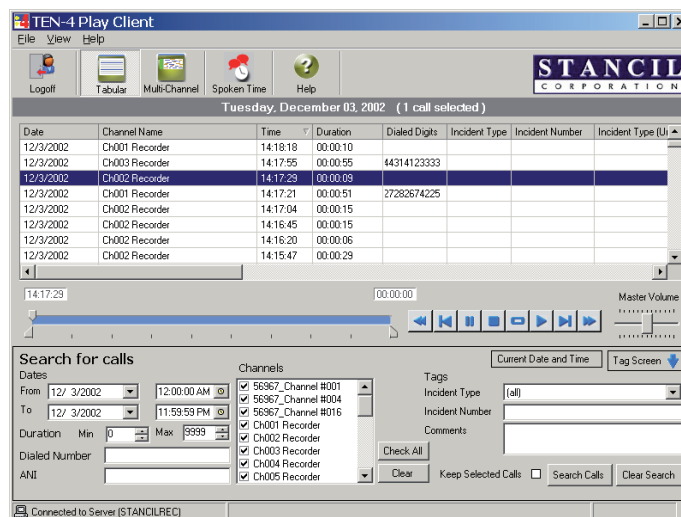 TEN-4 Play Client
File View Help
Logoff Tabular Multi-Channel Spoken Time Help
STANCIL
CORPORATION
Tuesday, December 03, 2002 ( 1 call selected )
Date Channel Name Time Duration Dialed Digits Incident Type Incident Number Incident Type (U
12/3/2002 Ch001 Recorder 14:18:18 00:00:10
12/3/2002 Ch003 Recorder 14:17:55 00:00:55 44314123333
12/3/2002 Ch002 Recorder 14:17:29 00:00:09
12/3/2002 Ch001 Recorder 14:17:21 00:00:51 27282674225
12/3/2002 Ch002 Recorder 14:17:04 00:00:15
12/3/2002 Ch002 Recorder 14:16:45 00:00:15
12/3/2002 Ch002 Recorder 14:16:20 00:00:06
12/3/2002 Ch002 Recorder 14:15:47 00:00:29
14:17:29 00:00:00 Master Volume
Search for calls
Current Date and Time Tag Screen
Dates
From 12/ 3/2002 12:00:00 AM
To 12/ 3/2002 11:59:59 PM
Duration Min 0 Max 9999
Dialed Number
ANI
Channels
56967_Channel #001
56967_Channel #004
56967_Channel #016
Ch001 Recorder
Ch002 Recorder
Ch003 Recorder
Ch004 Recorder
Ch005 Recorder
Check All
Clear
Tags
Incident Type (all)
Incident Number
Comments
Keep Selected Calls Search Calls Clear Search
Connected to Server (STANCILREC)